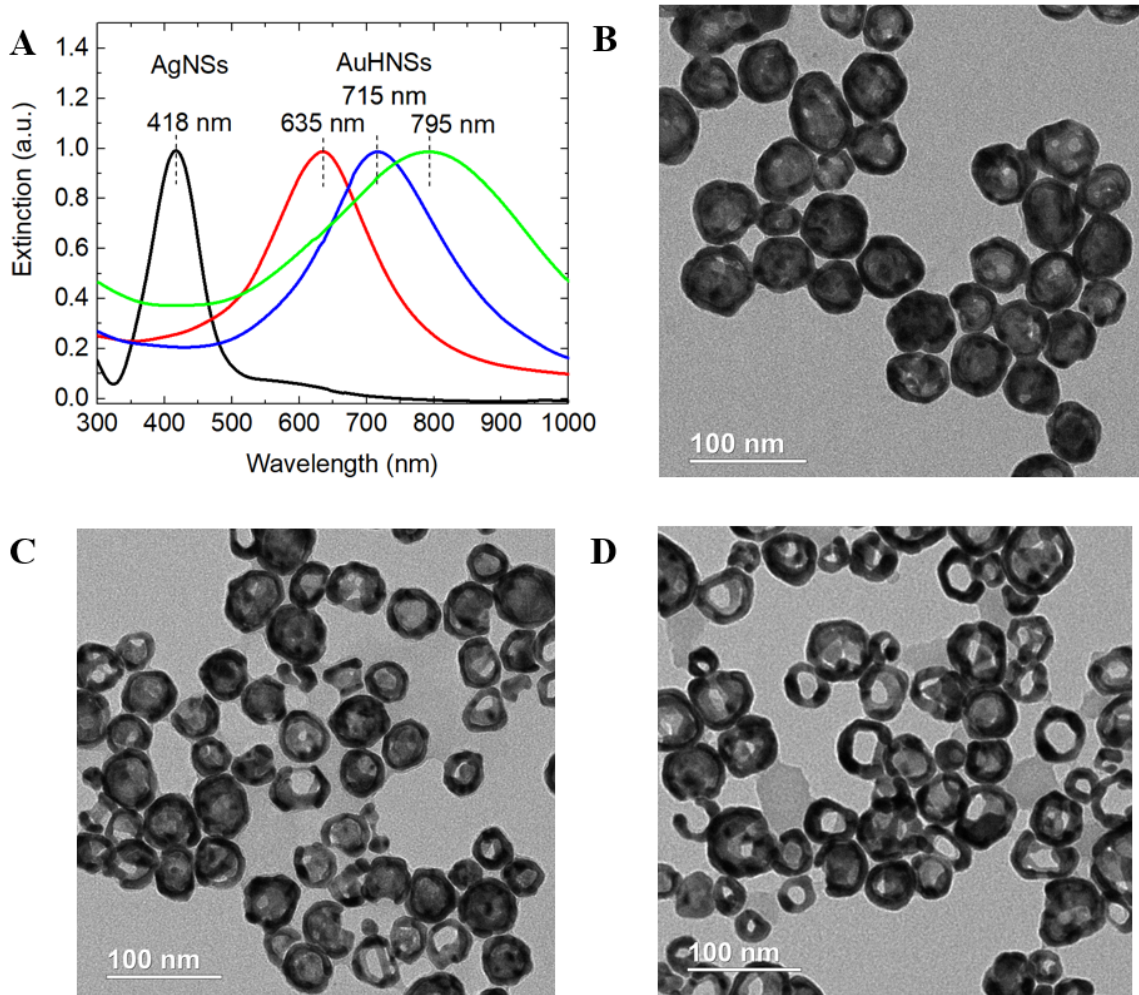 A
1.4
1.2
1.0
0.8
0.6
0.4
0.2
0.0
Extinction (a.u.)
AgNSs
AuHNSs
418 nm
635 nm
715 nm
795 nm
300 400 500 600 700 800 900 1000
Wavelength (nm)
B
100 nm
C
100 nm
D
100 nm